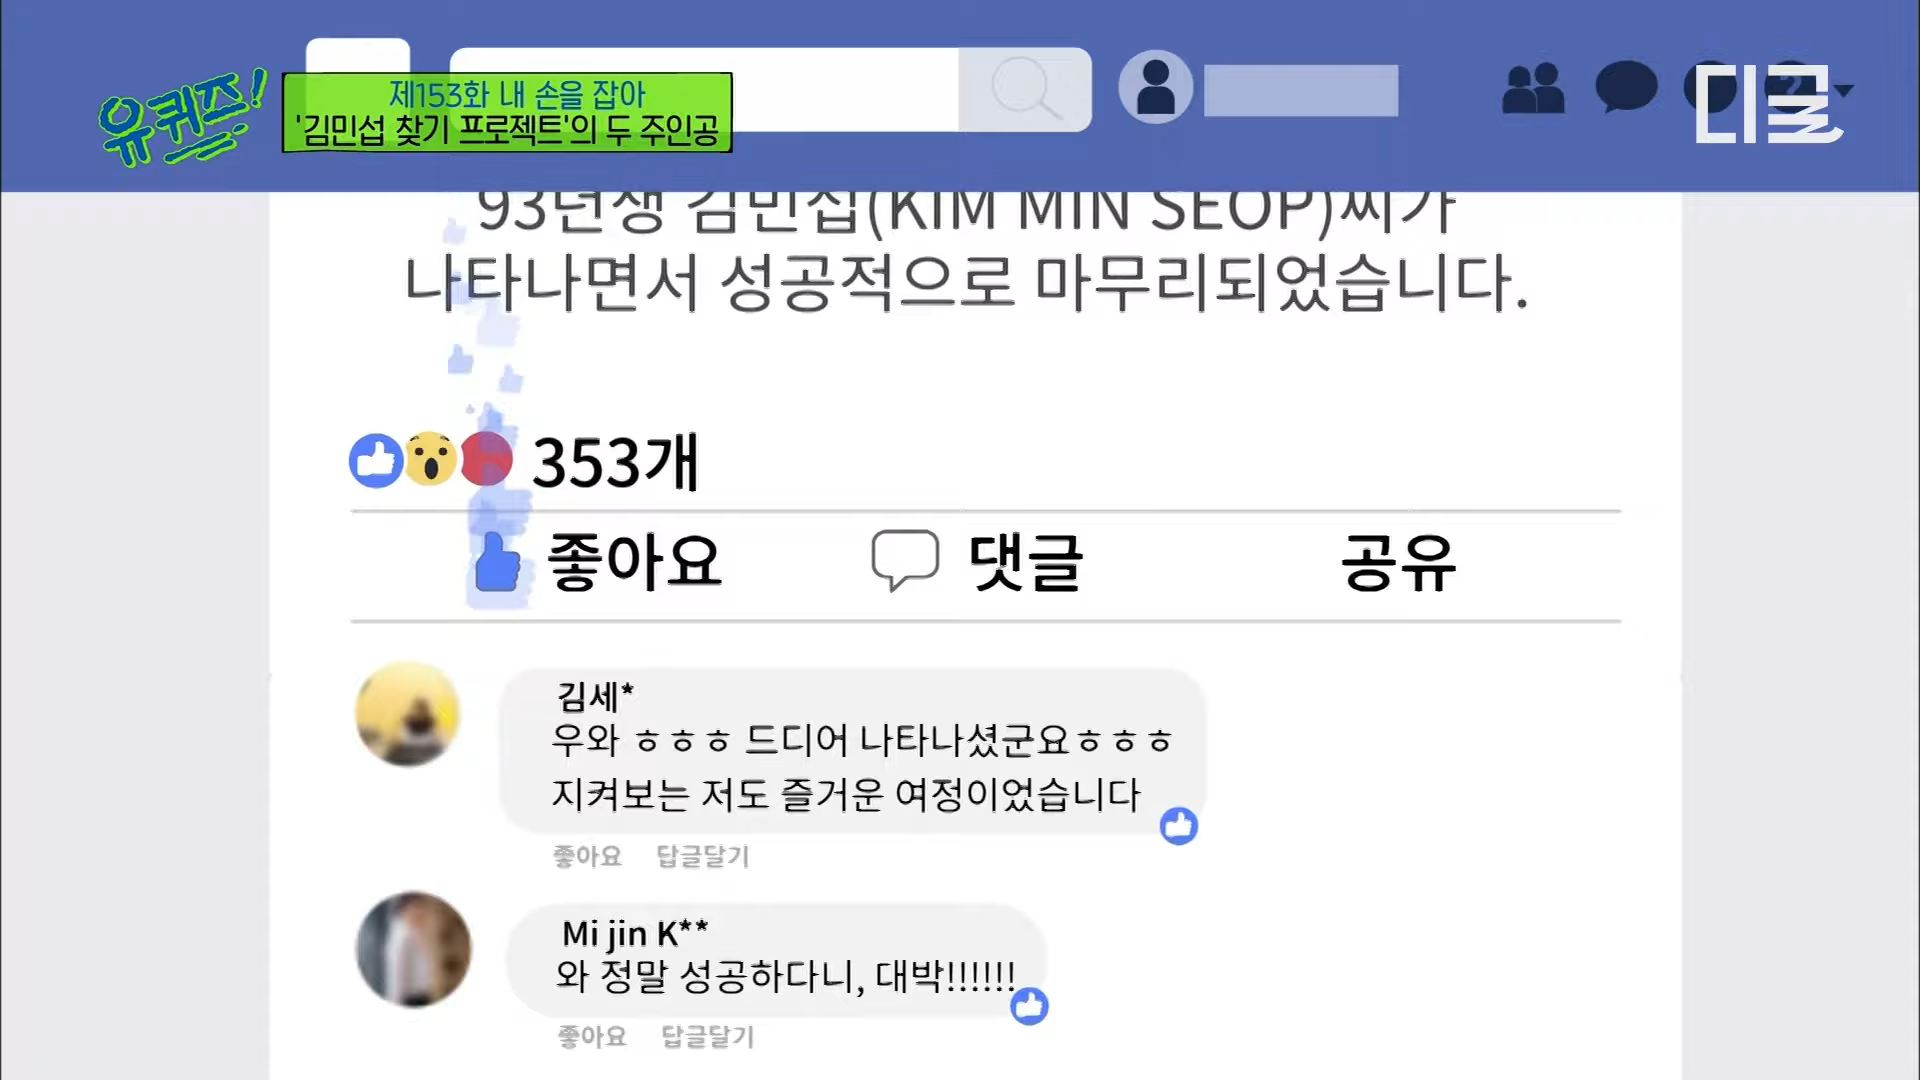 유퀴즈!
제153화 내 손을 잡아
'김민섭 찾기 프로젝트'의 두 주인공
디글
93년생 김민섭(KIM MIN SEOP)씨가
나타나면서 성공적으로 마무리되었습니다.
353개
좋아요 댓글 공유
김세*
우와 ㅎㅎㅎ 드디어 나타나셨군요ㅎㅎㅎ
지켜보는 저도 즐거운 여정이었습니다
좋아요 답글달기
Mi jin K**
와 정말 성공하다니, 대박!!!!!!
좋아요 답글달기